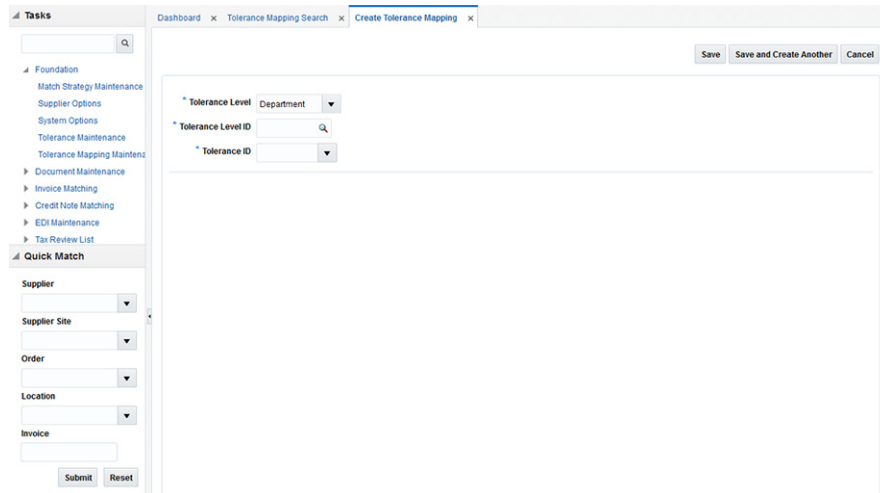 Tasks
Dashboard
Tolerance Mapping Search
Create Tolerance Mapping
Save
Save and Create Another
Cancel
Foundation
Match Strategy Maintenance
Supplier Options
System Options
Tolerance Maintenance
Tolerance Mapping Maintena
Document Maintenance
Invoice Matching
Credit Note Matching
EDI Maintenance
Tax Review List
* Tolerance Level Department
* Tolerance Level ID
* Tolerance ID
Quick Match
Supplier
Supplier Site
Order
Location
Invoice
Submit Reset